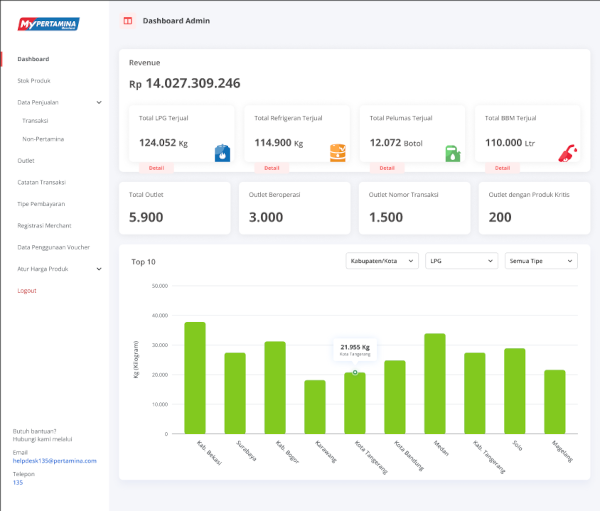 MyPERTAMINA
Dashboard Admin
Dashboard
Stok Produk
Data Penjualan
Transaksi
Non-Pertamina
Outlet
Catatan Transaksi
Tipe Pembayaran
Registrasi Merchant
Data Penggunaan Voucher
Atur Harga Produk
Logout
Butuh bantuan?
Hubungi kami melalui
Email
helpdesk135@pertamina.com
Telepon
135
Revenue
Rp 14.027.309.246
Total LPG Terjual
124.052 Kg
Detail
Total Refrigeran Terjual
114.900 Kg
Detail
Total Pelumas Terjual
12.072 Botol
Detail
Total BBM Terjual
110.000 Ltr
Detail
Total Outlet
5.900
Outlet Beroperasi
3.000
Outlet Nomor Transaksi
1.500
Outlet dengan Produk Kritis
200
Top 10
Kabupaten/Kota
LPG
Semua Tipe
Kg (Kilogram)
50.000
40.000
30.000
20.000
10.000
0
21.955 Kg
Kota Tangerang
Kab. Bekasi
Surabaya
Kab. Bogor
Karawang
Kota Tangerang
Kota Bandung
Medan
Kab. Tangerang
Solo
Magelang